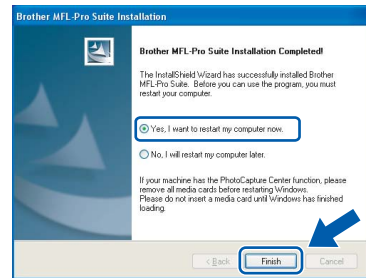 Brother MFL-Pro Suite Installation
Brother MFL-Pro Suite Installation Completed!
The InstallShield Wizard has successfully installed Brother
MFL-Pro Suite. Before you can use the program, you must
restart your computer.
Yes, I want to restart my computer now.
No, I will restart my computer later.
If your machine has the PhotoCapture Center function, please
remove all media cards before restarting Windows.
Please do not insert a media card until Windows has finished
loading.
< Back Finish Cancel